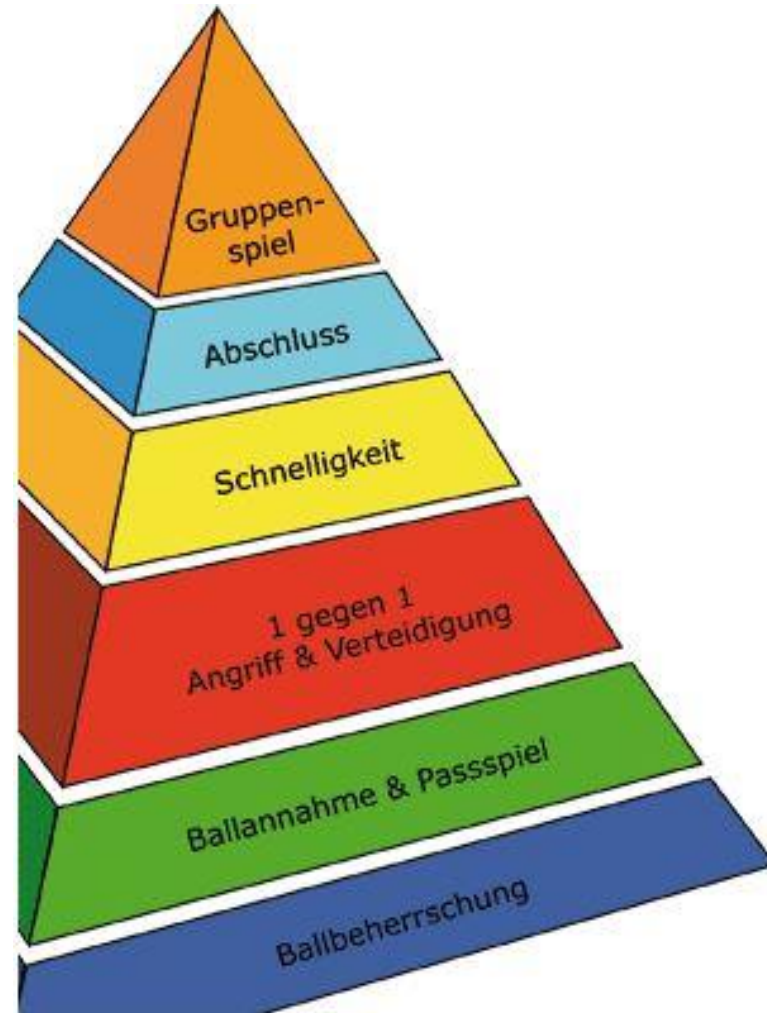 Gruppen-
spiel
Abschluss
Schnelligkeit
1 gegen 1
Angriff & Verteidigung
Ballannahme & Passspiel
Ballbeherrschung